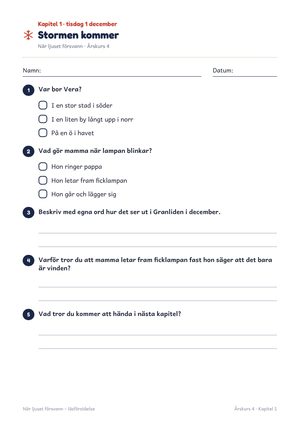 Kapitel 1 · tisdag 1 december
Stormen kommer
När ljuset försvann · Årskurs 4
Namn: Datum:
1 Var bor Vera?
I en stor stad i söder
I en liten by långt upp i norr
På en ö i havet
2 Vad gör mamma när lampan blinkar?
Hon ringer pappa
Hon letar fram ficklampan
Hon går och lägger sig
3 Beskriv med egna ord hur det ser ut i Granliden i december.
4 Varför tror du att mamma letar fram ficklampan fast hon säger att det bara
är vinden?
5 Vad tror du kommer att hända i nästa kapitel?
När ljuset försvann – läsförståelse Årskurs 4 · Kapitel 1